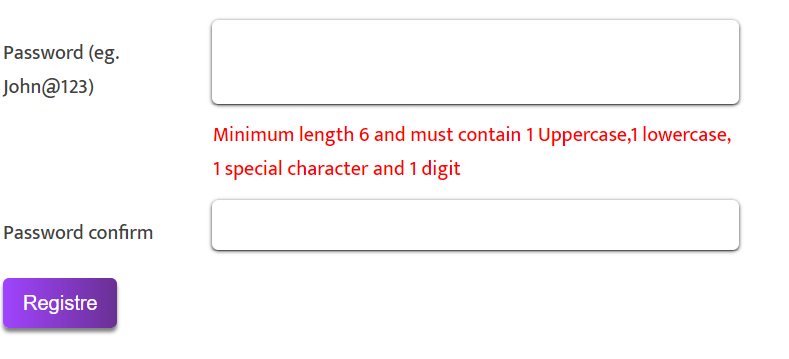 Password (eg.
John@123)
Minimum length 6 and must contain 1 Uppercase,1 lowercase,
1 special character and 1 digit
Password confirm
Registre